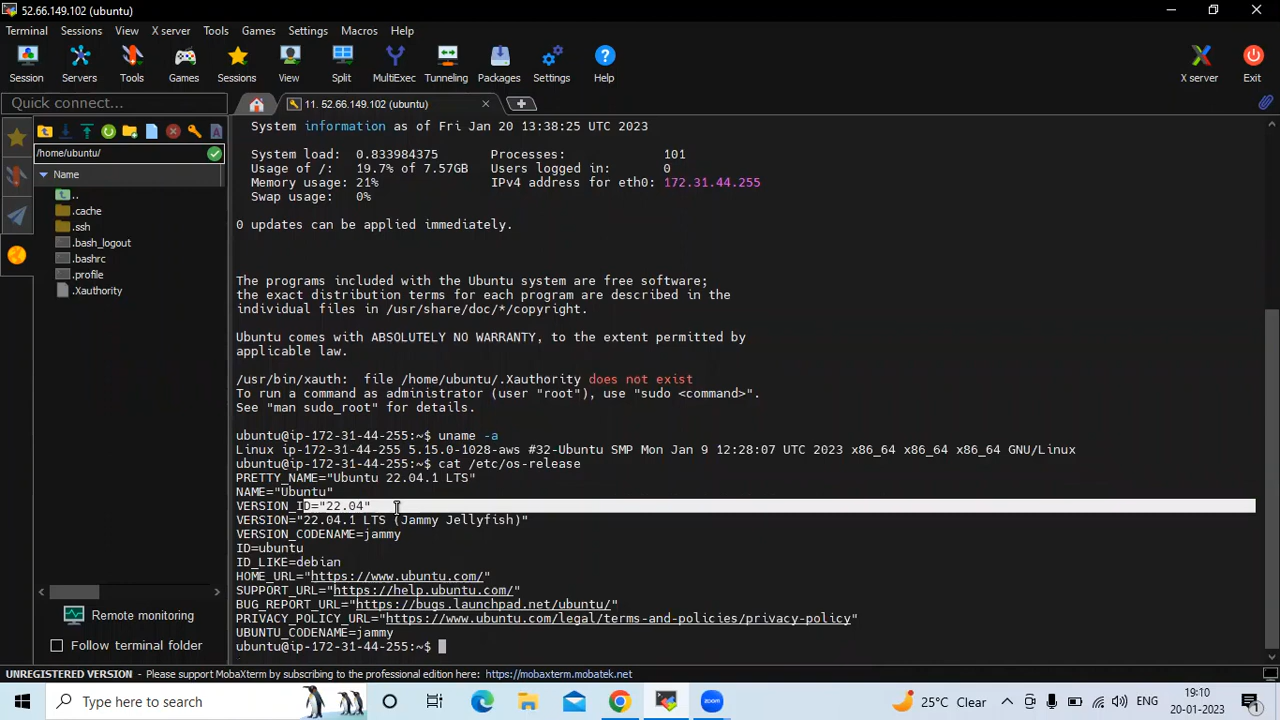 52.66.149.102 (ubuntu)
Terminal Sessions View X server Tools Games Settings Macros Help
Session Servers Tools Games Sessions View Split MultiExec Tunneling Packages Settings Help X server Exit
Quick connect...
11. 52.66.149.102 (ubuntu)
/home/ubuntu/
Name
..
.cache
.ssh
.bash_logout
.bashrc
.profile
.Xauthority
Remote monitoring
Follow terminal folder
System information as of Fri Jan 20 13:38:25 UTC 2023
System load: 0.833984375 Processes: 101
Usage of /: 19.7% of 7.57GB Users logged in: 0
Memory usage: 21% IPv4 address for eth0: 172.31.44.255
Swap usage: 0%
0 updates can be applied immediately.
The programs included with the Ubuntu system are free software;
the exact distribution terms for each program are described in the
individual files in /usr/share/doc/*/copyright.
Ubuntu comes with ABSOLUTELY NO WARRANTY, to the extent permitted by
applicable law.
/usr/bin/xauth: file /home/ubuntu/.Xauthority does not exist
To run a command as administrator (user "root"), use "sudo <command>".
See "man sudo_root" for details.
ubuntu@ip-172-31-44-255:~$ uname -a
Linux ip-172-31-44-255 5.15.0-1028-aws #32-Ubuntu SMP Mon Jan 9 12:28:07 UTC 2023 x86_64 x86_64 x86_64 GNU/Linux
ubuntu@ip-172-31-44-255:~$ cat /etc/os-release
PRETTY_NAME="Ubuntu 22.04.1 LTS"
NAME="Ubuntu"
VERSION_ID="22.04"
VERSION="22.04.1 LTS (Jammy Jellyfish)"
VERSION_CODENAME=jammy
ID=ubuntu
ID_LIKE=debian
HOME_URL="https://www.ubuntu.com/"
SUPPORT_URL="https://help.ubuntu.com/"
BUG_REPORT_URL="https://bugs.launchpad.net/ubuntu/"
PRIVACY_POLICY_URL="https://www.ubuntu.com/legal/terms-and-policies/privacy-policy"
UBUNTU_CODENAME=jammy
ubuntu@ip-172-31-44-255:~$
UNREGISTERED VERSION - Please support MobaXterm by subscribing to the professional edition here: https://mobaxterm.mobatek.net
Type here to search
25°C Clear
ENG
19:10
20-01-2023
1